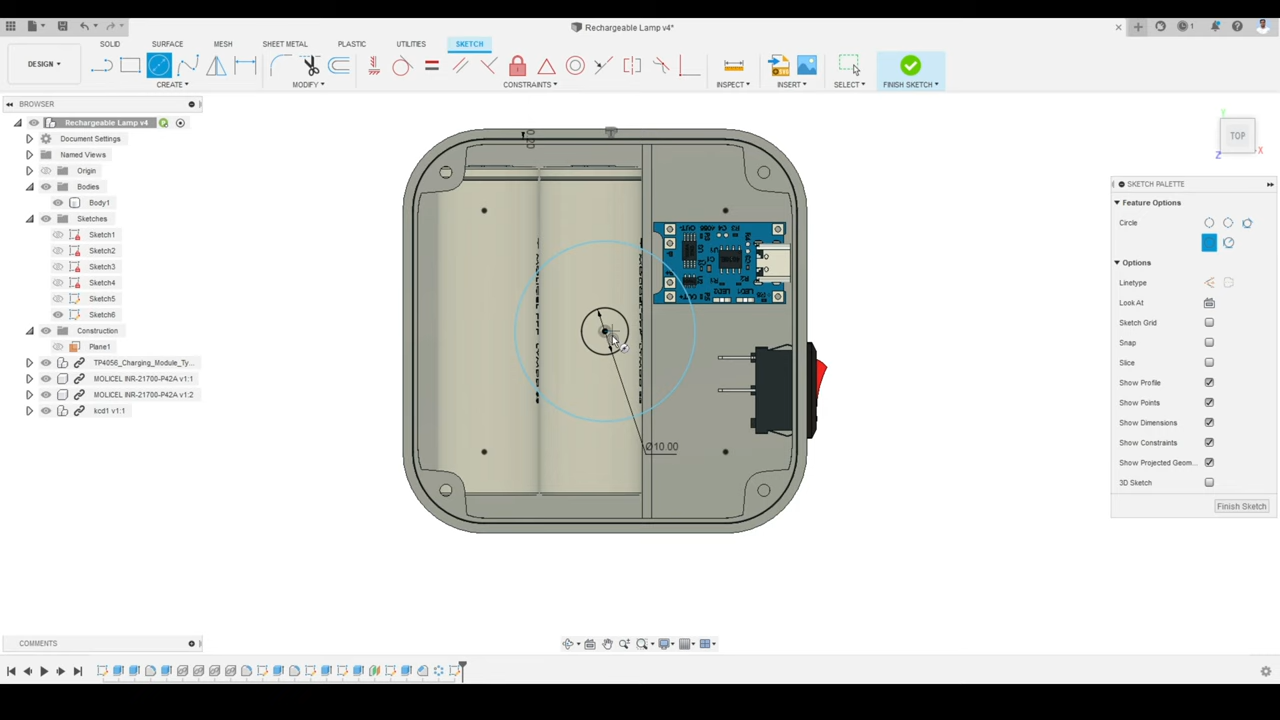 Rechargeable Lamp v4*
1
DESIGN
SOLID
SURFACE
MESH
SHEET METAL
PLASTIC
UTILITIES
SKETCH
CREATE
MODIFY
CONSTRAINTS
INSPECT
INSERT
SELECT
FINISH SKETCH
BROWSER
Rechargeable Lamp v4
Document Settings
Named Views
Origin
Bodies
Body1
Sketches
Sketch1
Sketch2
Sketch3
Sketch4
Sketch5
Sketch6
Construction
Plane1
TP4056_Charging_Module_Ty...
MOLICEL INR-21700-P42A v1:1
MOLICEL INR-21700-P42A v1:2
kcd1 v1:1
0.20
Ø10.00
TOP
Y
X
Z
SKETCH PALETTE
Feature Options
Circle
Options
Linetype
Look At
Sketch Grid
Snap
Slice
Show Profile
Show Points
Show Dimensions
Show Constraints
Show Projected Geom...
3D Sketch
Finish Sketch
COMMENTS